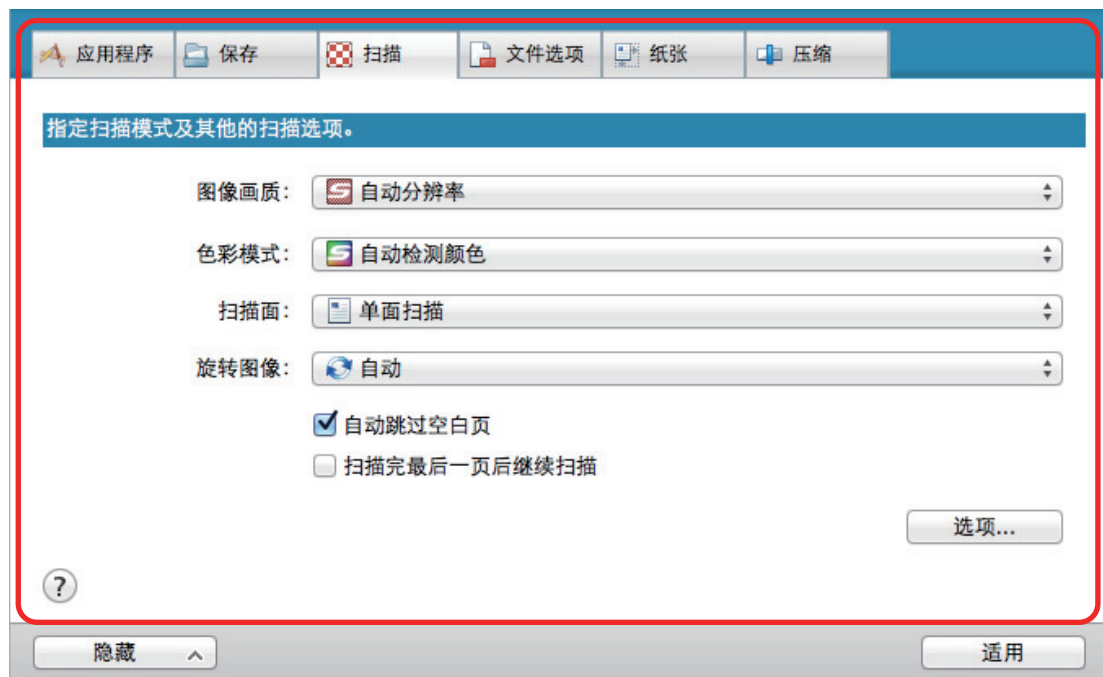 应用程序 保存 扫描 文件选项 纸张 压缩
指定扫描模式及其他的扫描选项。
图像画质： 自动分辨率
色彩模式： 自动检测颜色
扫描面： 单面扫描
旋转图像： 自动
自动跳过空白页
扫描完最后一页后继续扫描
选项...
?
隐藏 适用